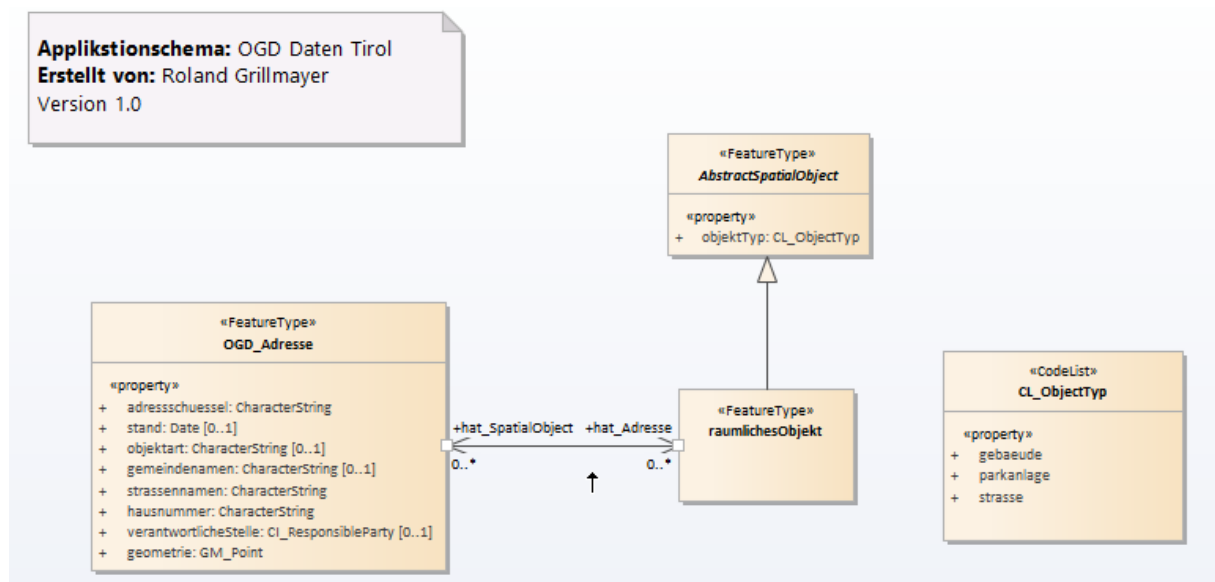 Applikstionschema: OGD Daten Tirol
Erstellt von: Roland Grillmayer
Version 1.0
«FeatureType»
AbstractSpatialObject
«property»
+ objektTyp: CL_ObjectTyp
«FeatureType»
OGD_Adresse
«property»
+ adressschuessel: CharacterString
+ stand: Date [0..1]
+ objektart: CharacterString [0..1]
+ gemeindenamen: CharacterString [0..1]
+ strassennamen: CharacterString
+ hausnummer: CharacterString
+ verantwortlicheStelle: CI_ResponsibleParty [0..1]
+ geometrie: GM_Point
+hat_SpatialObject +hat_Adresse
0..* 0..*
«FeatureType»
raumlichesObjekt
«CodeList»
CL_ObjectTyp
«property»
+ gebaeude
+ parkanlage
+ strasse